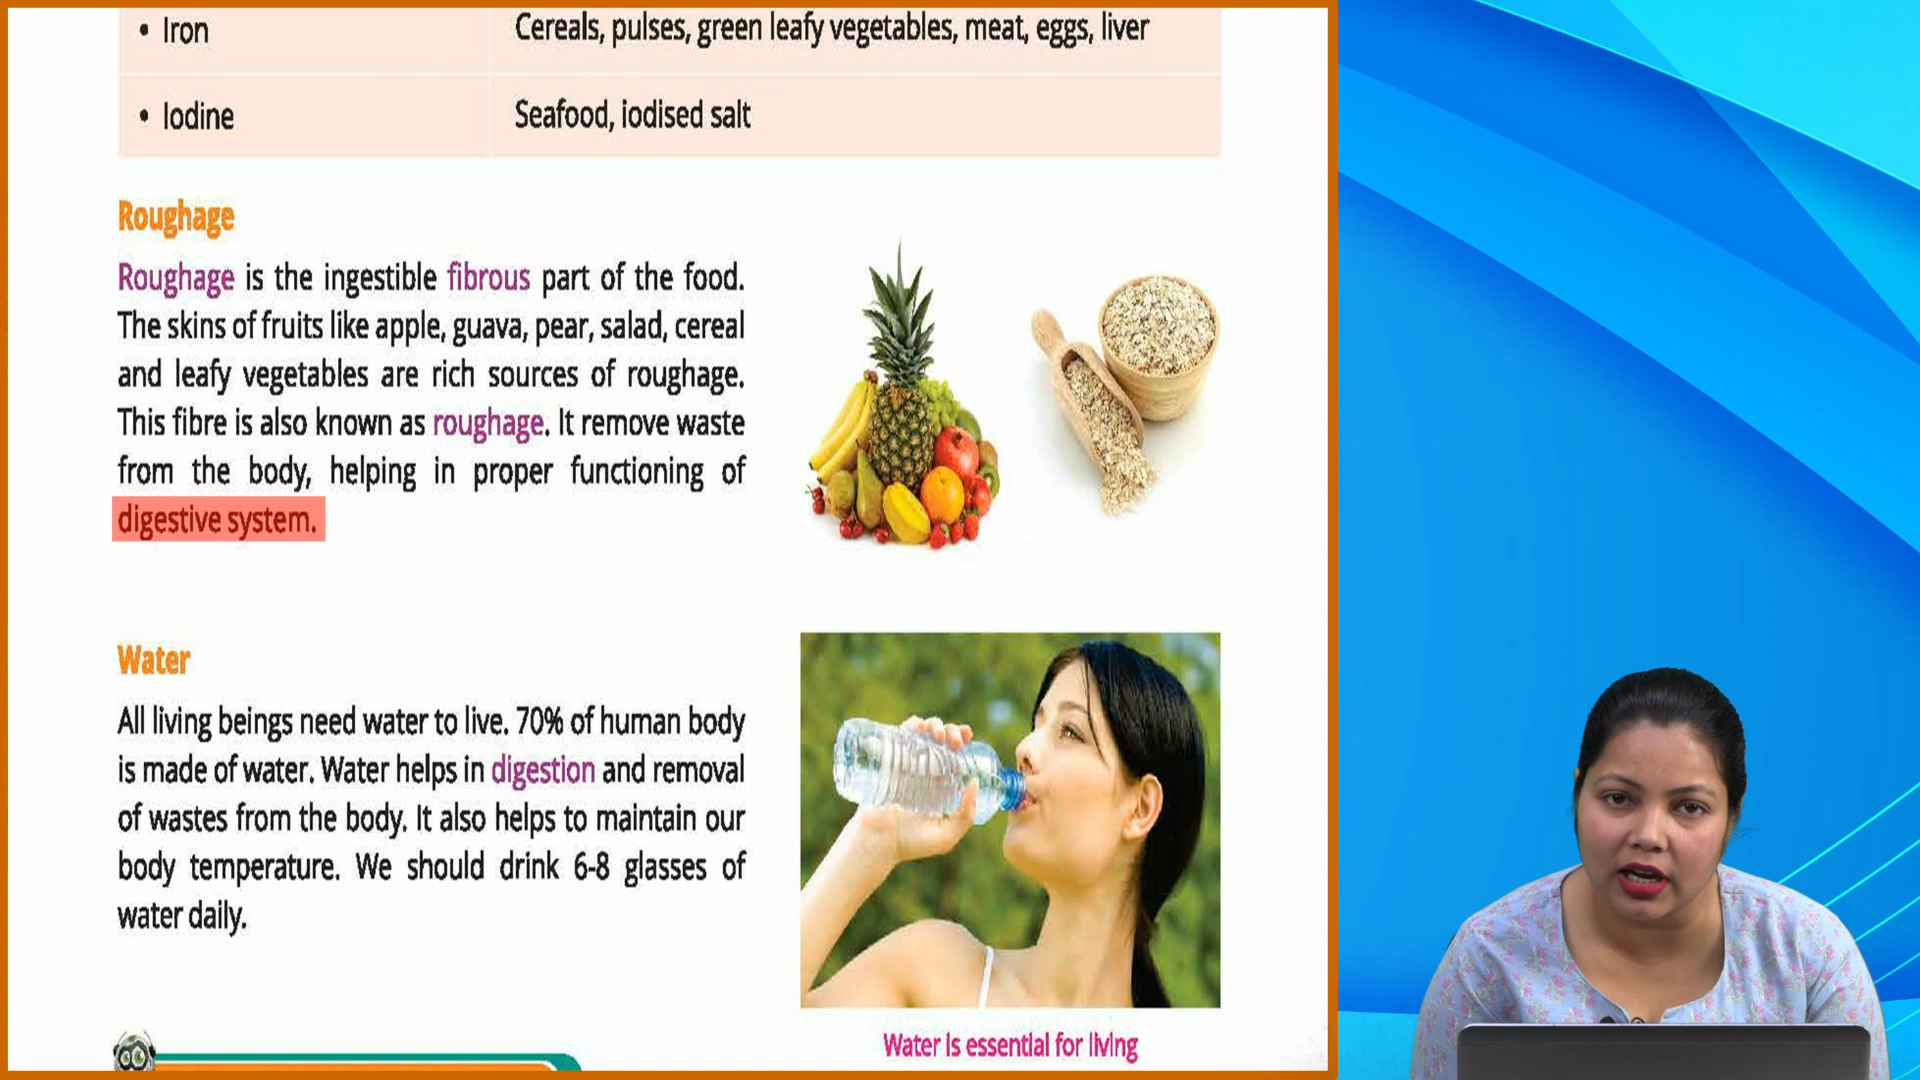 • Iron
Cereals, pulses, green leafy vegetables, meat, eggs, liver
• Iodine
Seafood, iodised salt
Roughage
Roughage is the ingestible fibrous part of the food.
The skins of fruits like apple, guava, pear, salad, cereal
and leafy vegetables are rich sources of roughage.
This fibre is also known as roughage. It remove waste
from the body, helping in proper functioning of
digestive system.
Water
All living beings need water to live. 70% of human body
is made of water. Water helps in digestion and removal
of wastes from the body. It also helps to maintain our
body temperature. We should drink 6-8 glasses of
water daily.
Water is essential for living